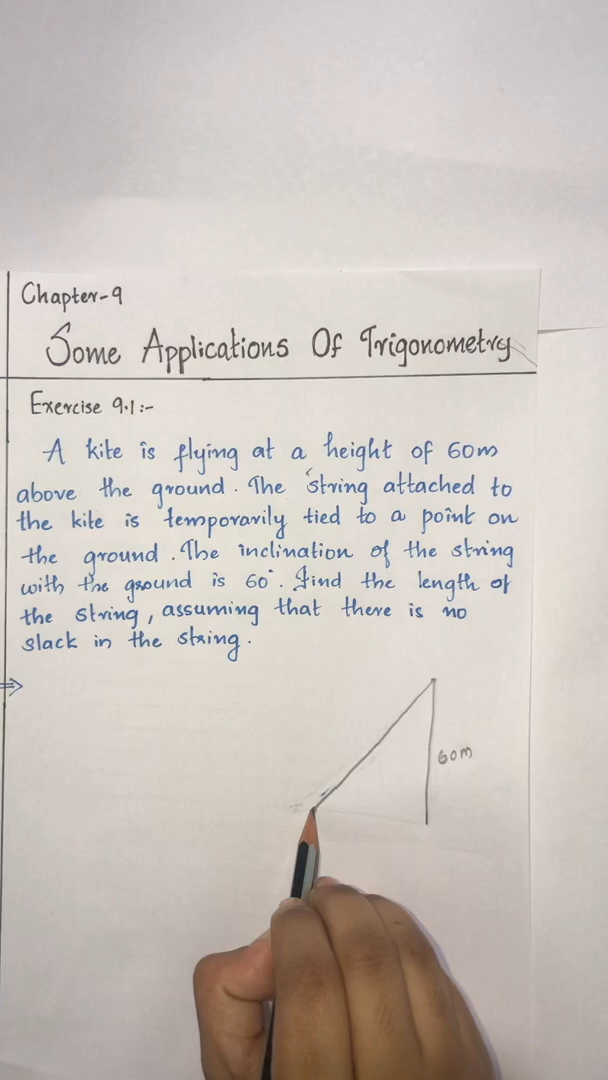 Chapter-9
Some Applications Of Trigonometry
Exercise 9.1:-
A kite is flying at a height of 60m
above the ground. The string attached to
the kite is temporarily tied to a point on
the ground. The inclination of the string
with the ground is 60°. Find the length of
the string, assuming that there is no
slack in the string.
⇒
60m